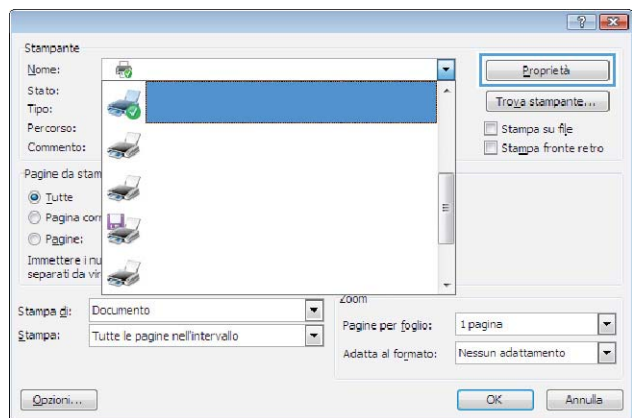 Stampante
Nome:
Proprietà
Stato:
Trova stampante...
Tipo:
Percorso:
Stampa su file
Commento:
Stampa fronte retro
Pagine da stam
Tutte
Pagina corr
Pagine:
Immettere i nu
separati da vir
Zoom
Stampa di: Documento
Pagine per foglio: 1 pagina
Stampa: Tutte le pagine nell'intervallo
Adatta al formato: Nessun adattamento
Opzioni...
OK
Annulla